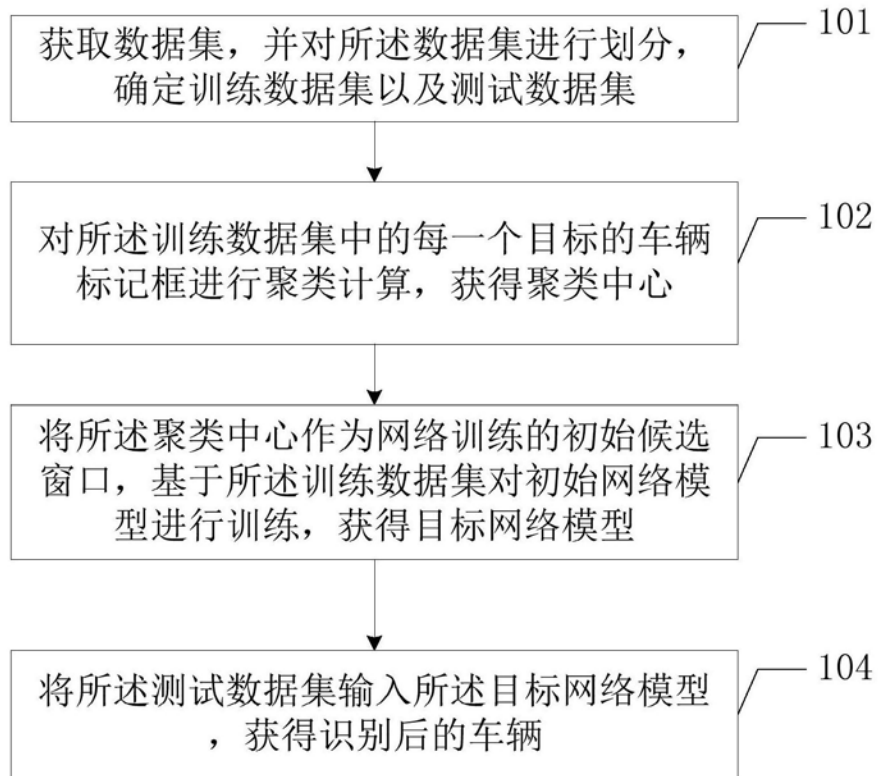 获取数据集，并对所述数据集进行划分，
确定训练数据集以及测试数据集
101
对所述训练数据集中的每一个目标的车辆
标记框进行聚类计算，获得聚类中心
102
将所述聚类中心作为网络训练的初始候选
窗口，基于所述训练数据集对初始网络模
型进行训练，获得目标网络模型
103
将所述测试数据集输入所述目标网络模型
，获得识别后的车辆
104